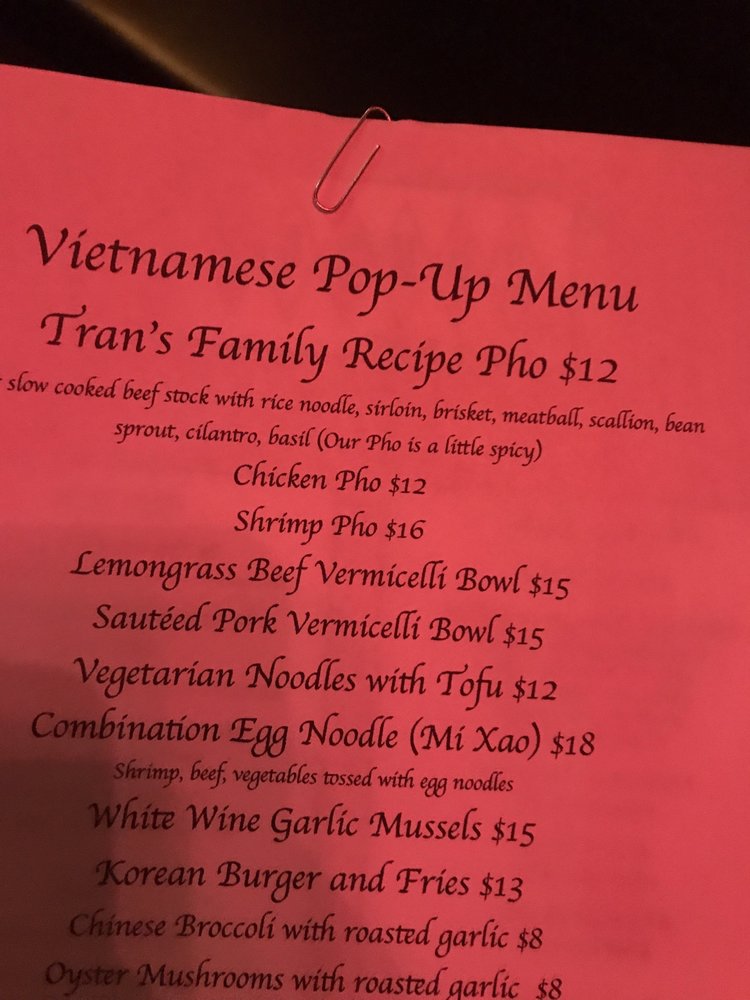 Vietnamese Pop-Up Menu
Tran's Family Recipe Pho $12
slow cooked beef stock with rice noodle, sirloin, brisket, meatball, scallion, bean
sprout, cilantro, basil (Our Pho is a little spicy)
Chicken Pho $12
Shrimp Pho $16
Lemongrass Beef Vermicelli Bowl $15
Sautéed Pork Vermicelli Bowl $15
Vegetarian Noodles with Tofu $12
Combination Egg Noodle (Mi Xao) $18
Shrimp, beef, vegetables tossed with egg noodles
White Wine Garlic Mussels $15
Korean Burger and Fries $13
Chinese Broccoli with roasted garlic $8
Oyster Mushrooms with roasted garlic $8